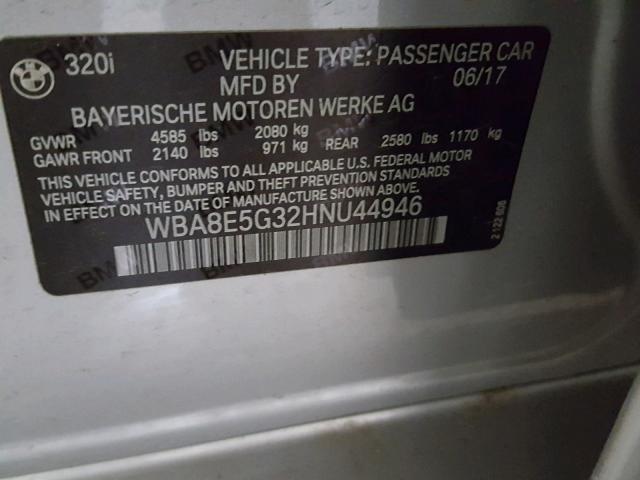 320i
VEHICLE TYPE: PASSENGER CAR
MFD BY 06/17
BAYERISCHE MOTOREN WERKE AG
GVWR 4585 lbs 2080 kg
GAWR FRONT 2140 lbs 971 kg REAR 2580 lbs 1170 kg
THIS VEHICLE CONFORMS TO ALL APPLICABLE U.S. FEDERAL MOTOR
VEHICLE SAFETY, BUMPER AND THEFT PREVENTION STANDARDS
IN EFFECT ON THE DATE OF MANUFACTURE SHOWN ABOVE.
WBA8E5G32HNU44946